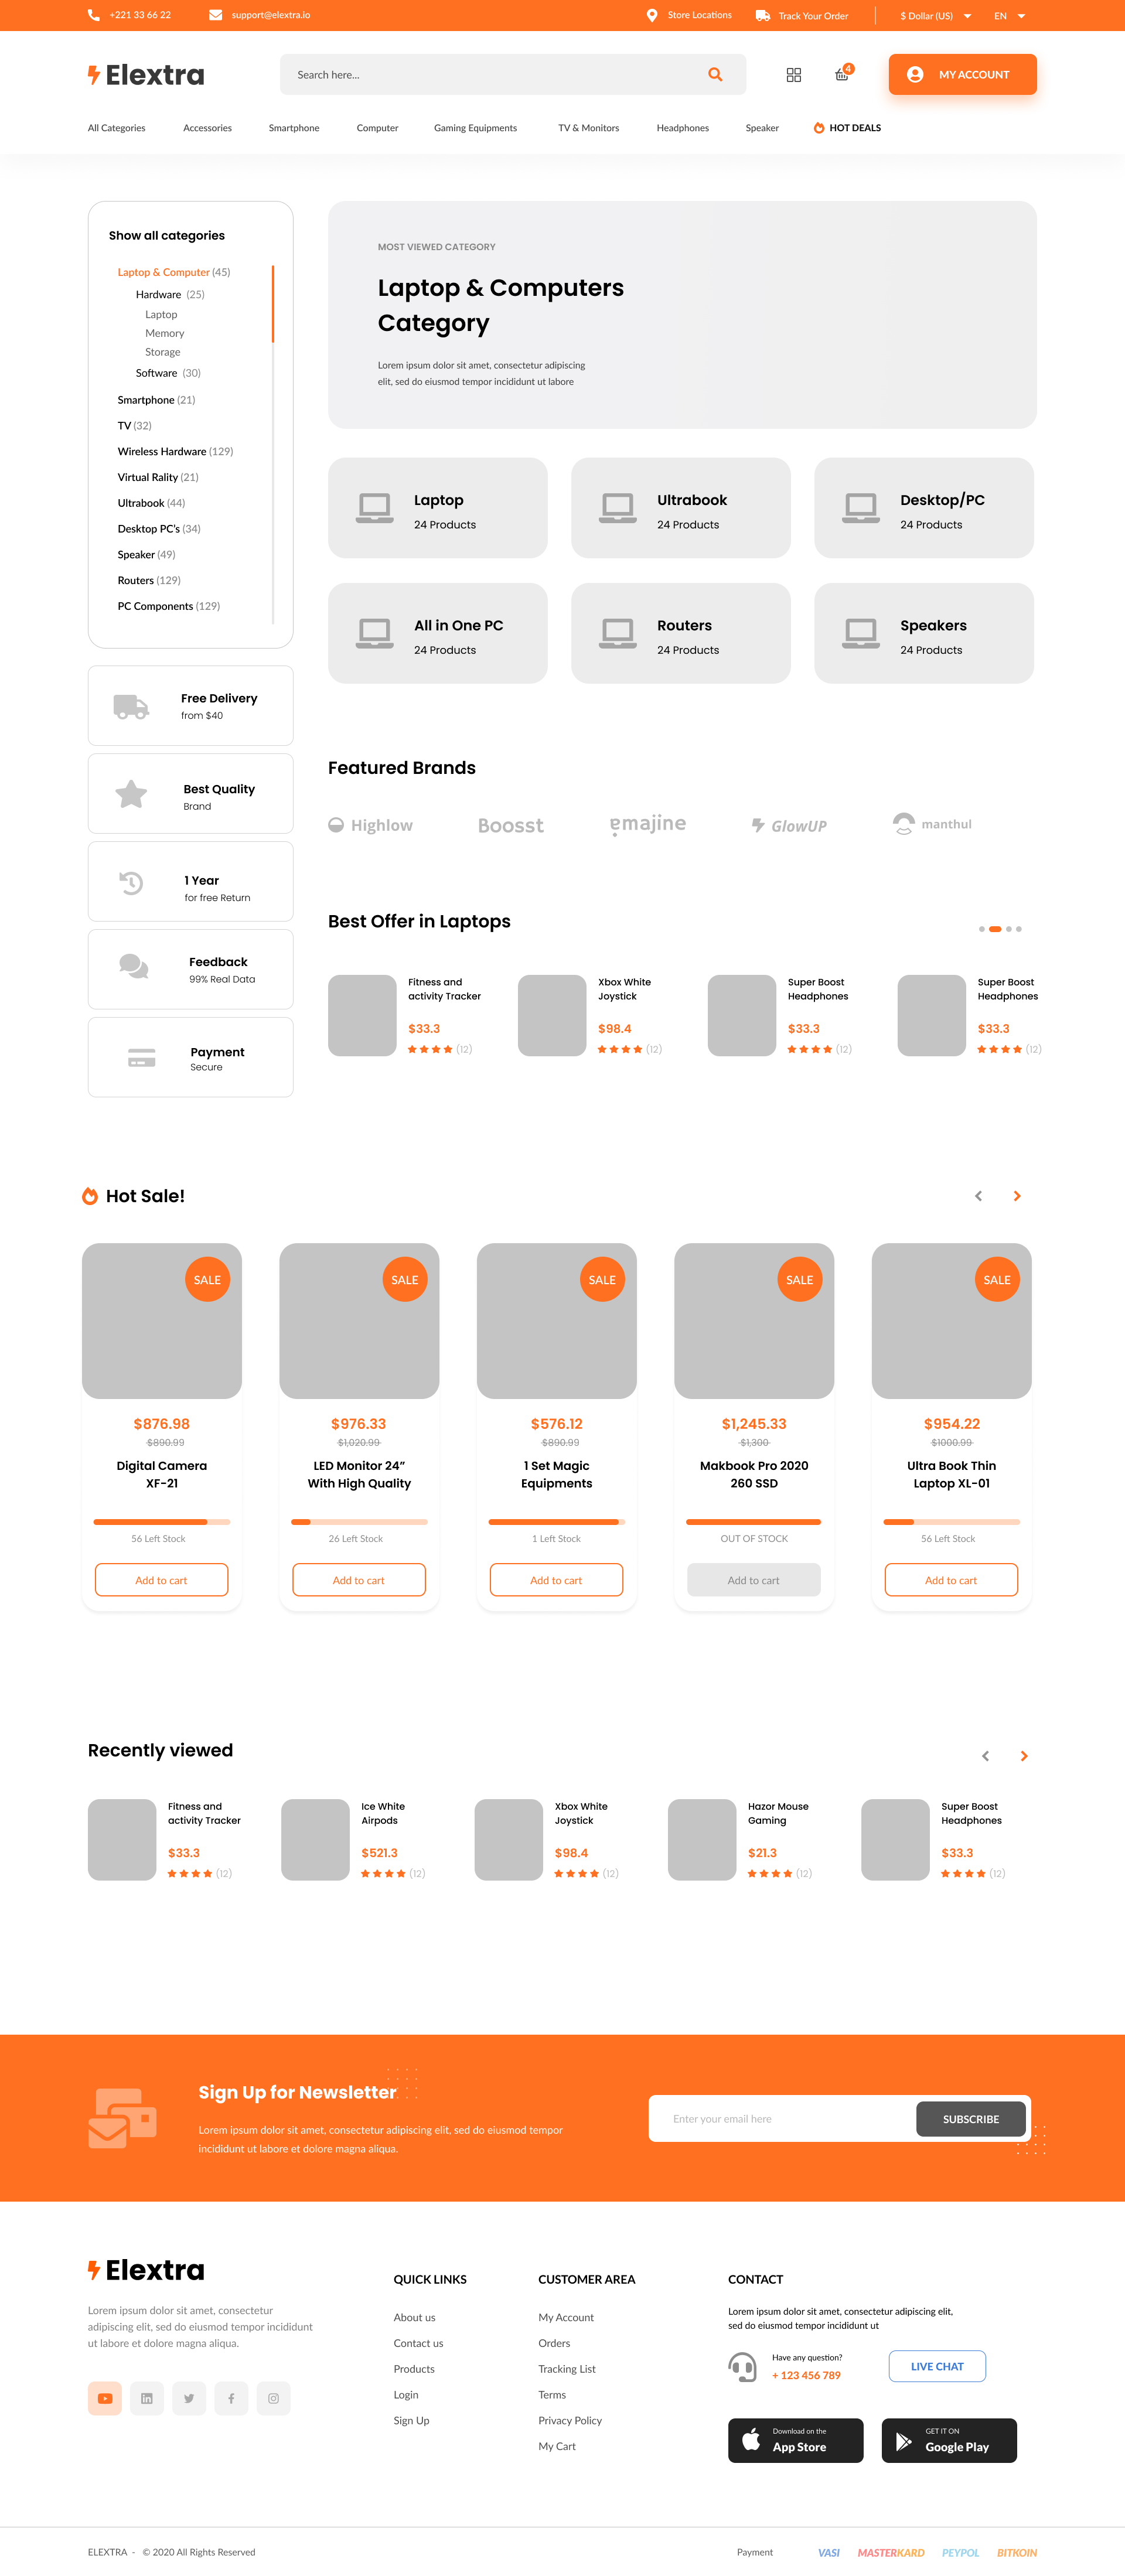 +221 33 66 22
support@elextra.io
Store Locations
Track Your Order
$ Dollar (US)
EN
Elextra
Search here...
4
MY ACCOUNT
All Categories
Accessories
Smartphone
Computer
Gaming Equipments
TV & Monitors
Headphones
Speaker
HOT DEALS
Show all categories
Laptop & Computer (45)
Hardware (25)
Laptop
Memory
Storage
Software (30)
Smartphone (21)
TV (32)
Wireless Hardware (129)
Virtual Rality (21)
Ultrabook (44)
Desktop PC's (34)
Speaker (49)
Routers (129)
PC Components (129)
Free Delivery
from $40
Best Quality
Brand
1 Year
for free Return
Feedback
99% Real Data
Payment
Secure
MOST VIEWED CATEGORY
Laptop & Computers
Category
Lorem ipsum dolor sit amet, consectetur adipiscing
elit, sed do eiusmod tempor incididunt ut labore
Laptop
24 Products
Ultrabook
24 Products
Desktop/PC
24 Products
All in One PC
24 Products
Routers
24 Products
Speakers
24 Products
Featured Brands
Highlow
Boosst
amajine
GlowUP
manthul
Best Offer in Laptops
Fitness and
activity Tracker
$33.3
(12)
Xbox White
Joystick
$98.4
(12)
Super Boost
Headphones
$33.3
(12)
Super Boost
Headphones
$33.3
(12)
Hot Sale!
SALE
$876.98
$890.99
Digital Camera
XF-21
56 Left Stock
Add to cart
SALE
$976.33
$1,020.99
LED Monitor 24”
With High Quality
26 Left Stock
Add to cart
SALE
$576.12
$890.99
1 Set Magic
Equipments
1 Left Stock
Add to cart
SALE
$1,245.33
$1,300
Makbook Pro 2020
260 SSD
OUT OF STOCK
Add to cart
SALE
$954.22
$1000.99
Ultra Book Thin
Laptop XL-01
56 Left Stock
Add to cart
Recently viewed
Fitness and
activity Tracker
$33.3
(12)
Ice White
Airpods
$521.3
(12)
Xbox White
Joystick
$98.4
(12)
Hazor Mouse
Gaming
$21.3
(12)
Super Boost
Headphones
$33.3
(12)
Sign Up for Newsletter
Lorem ipsum dolor sit amet, consectetur adipiscing elit, sed do eiusmod tempor
incididunt ut labore et dolore magna aliqua.
Enter your email here
SUBSCRIBE
Elextra
Lorem ipsum dolor sit amet, consectetur
adipiscing elit, sed do eiusmod tempor incididunt
ut labore et dolore magna aliqua.
QUICK LINKS
About us
Contact us
Products
Login
Sign Up
CUSTOMER AREA
My Account
Orders
Tracking List
Terms
Privacy Policy
My Cart
CONTACT
Lorem ipsum dolor sit amet, consectetur adipiscing elit,
sed do eiusmod tempor incididunt ut
Have any question?
+ 123 456 789
LIVE CHAT
Download on the
App Store
GET IT ON
Google Play
ELEXTRA - © 2020 All Rights Reserved
Payment
VASI
MASTERKARD
PEYPOL
BITKOIN